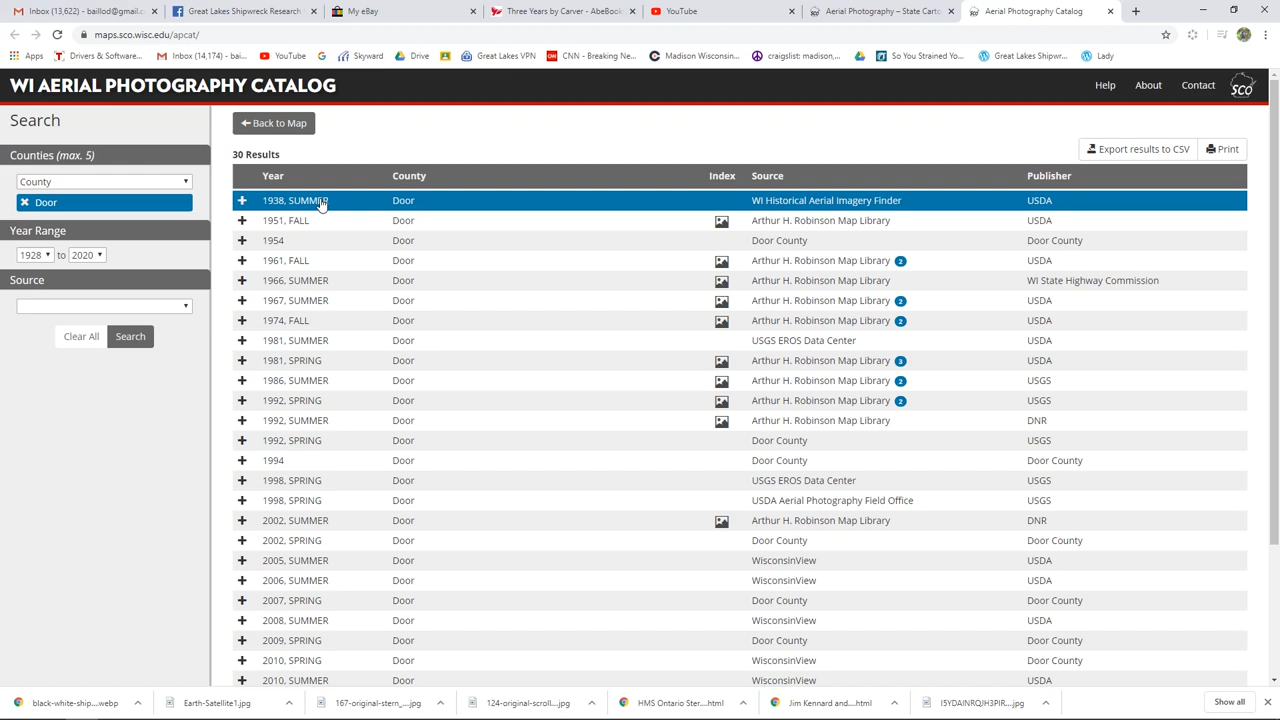 Inbox (13,622) - baillod@gmail.c
Great Lakes Shipwreck Research
My eBay
Three Years by Carver - AbeBook
YouTube
Aerial Photography – State Carto
Aerial Photography Catalog
maps.sco.wisc.edu/apcat/
Apps
Drivers & Software...
Inbox (14,174) - bai...
YouTube
Skyward
Drive
Great Lakes VPN
CNN - Breaking Ne...
Madison Wisconsin...
craigslist: madison,...
So You Strained Yo...
Great Lakes Shipwr...
Lady
WI AERIAL PHOTOGRAPHY CATALOG
Help About Contact SCO
Search
Back to Map
Counties (max. 5)
30 Results
Export results to CSV Print
County
Door
Year Range
1928 to 2020
Source
Clear All Search
Year County Index Source Publisher
1938, SUMMER Door WI Historical Aerial Imagery Finder USDA
1951, FALL Door Arthur H. Robinson Map Library USDA
1954 Door Door County Door County
1961, FALL Door Arthur H. Robinson Map Library 2 USDA
1966, SUMMER Door Arthur H. Robinson Map Library WI State Highway Commission
1967, SUMMER Door Arthur H. Robinson Map Library 2 USDA
1974, FALL Door Arthur H. Robinson Map Library 2 USDA
1981, SUMMER Door USGS EROS Data Center USDA
1981, SPRING Door Arthur H. Robinson Map Library 3 USDA
1986, SUMMER Door Arthur H. Robinson Map Library 2 USGS
1992, SPRING Door Arthur H. Robinson Map Library 2 USGS
1992, SUMMER Door Arthur H. Robinson Map Library DNR
1992, SPRING Door Door County USGS
1994 Door Door County Door County
1998, SPRING Door USGS EROS Data Center USGS
1998, SPRING Door USDA Aerial Photography Field Office USGS
2002, SUMMER Door Arthur H. Robinson Map Library DNR
2002, SPRING Door Door County Door County
2005, SUMMER Door WisconsinView USDA
2006, SUMMER Door WisconsinView USDA
2007, SPRING Door Door County Door County
2008, SUMMER Door WisconsinView USDA
2009, SPRING Door Door County Door County
2010, SPRING Door WisconsinView Door County
2010, SUMMER Door WisconsinView USDA
black-white-ship....webp
Earth-Satellite1.jpg
167-original-stern_....jpg
124-original-scroll....jpg
HMS Ontario Ster....html
Jim Kennard and....html
I5YDAINRQJH3PIR....jpg
Show all